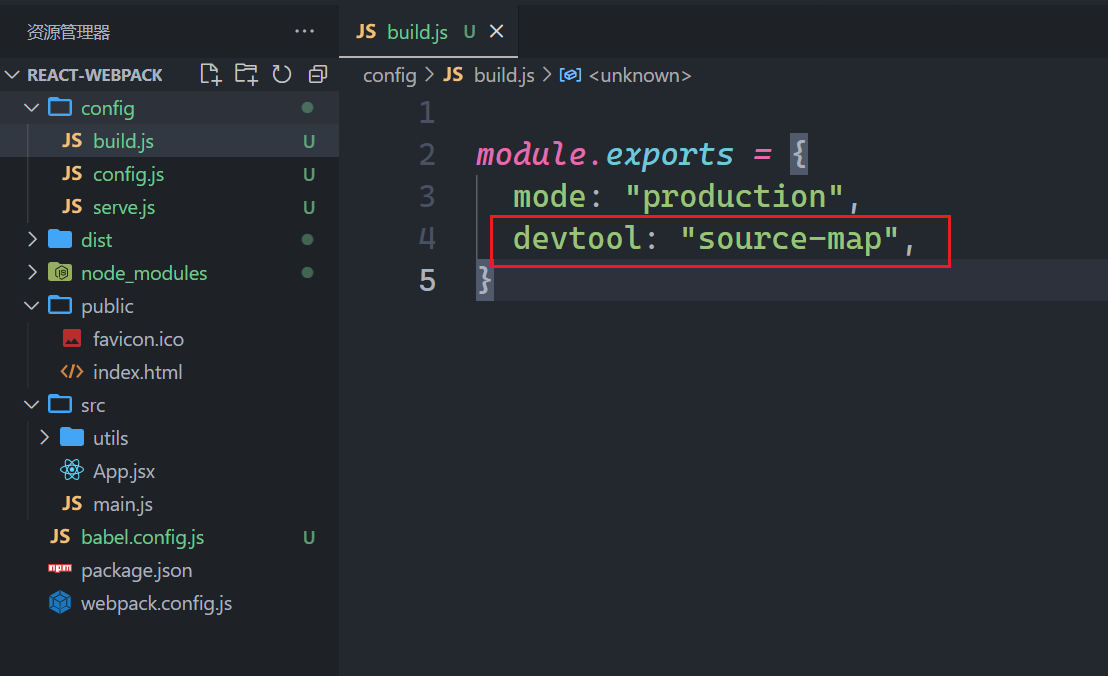 资源管理器 ···
REACT-WEBPACK
config
JS build.js U
JS config.js U
JS serve.js U
dist
node_modules
public
favicon.ico
index.html
src
utils
App.jsx
JS main.js
JS babel.config.js U
npm package.json
webpack.config.js
JS build.js U
config > JS build.js > <unknown>
1
2 module.exports = {
3 mode: "production",
4 devtool: "source-map",
5 }